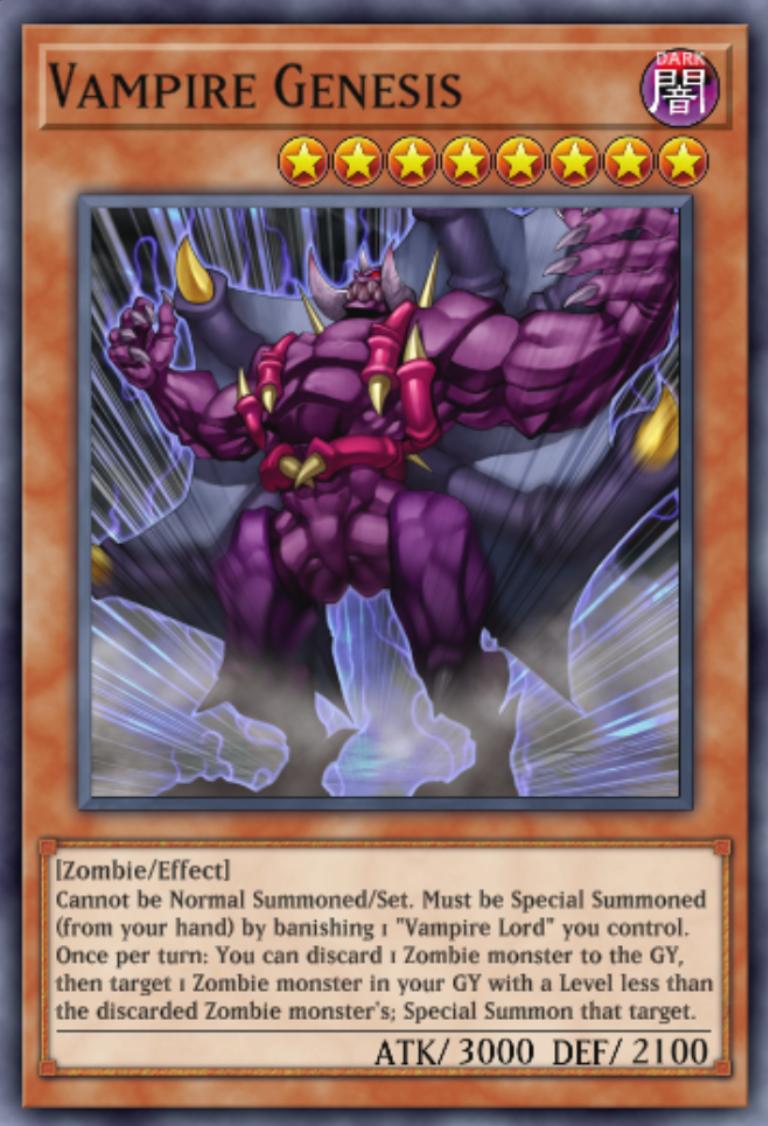 Vampire Genesis
DARK
闇
[Zombie/Effect]
Cannot be Normal Summoned/Set. Must be Special Summoned
(from your hand) by banishing 1 "Vampire Lord" you control.
Once per turn: You can discard 1 Zombie monster to the GY,
then target 1 Zombie monster in your GY with a Level less than
the discarded Zombie monster's; Special Summon that target.
ATK/ 3000 DEF/ 2100